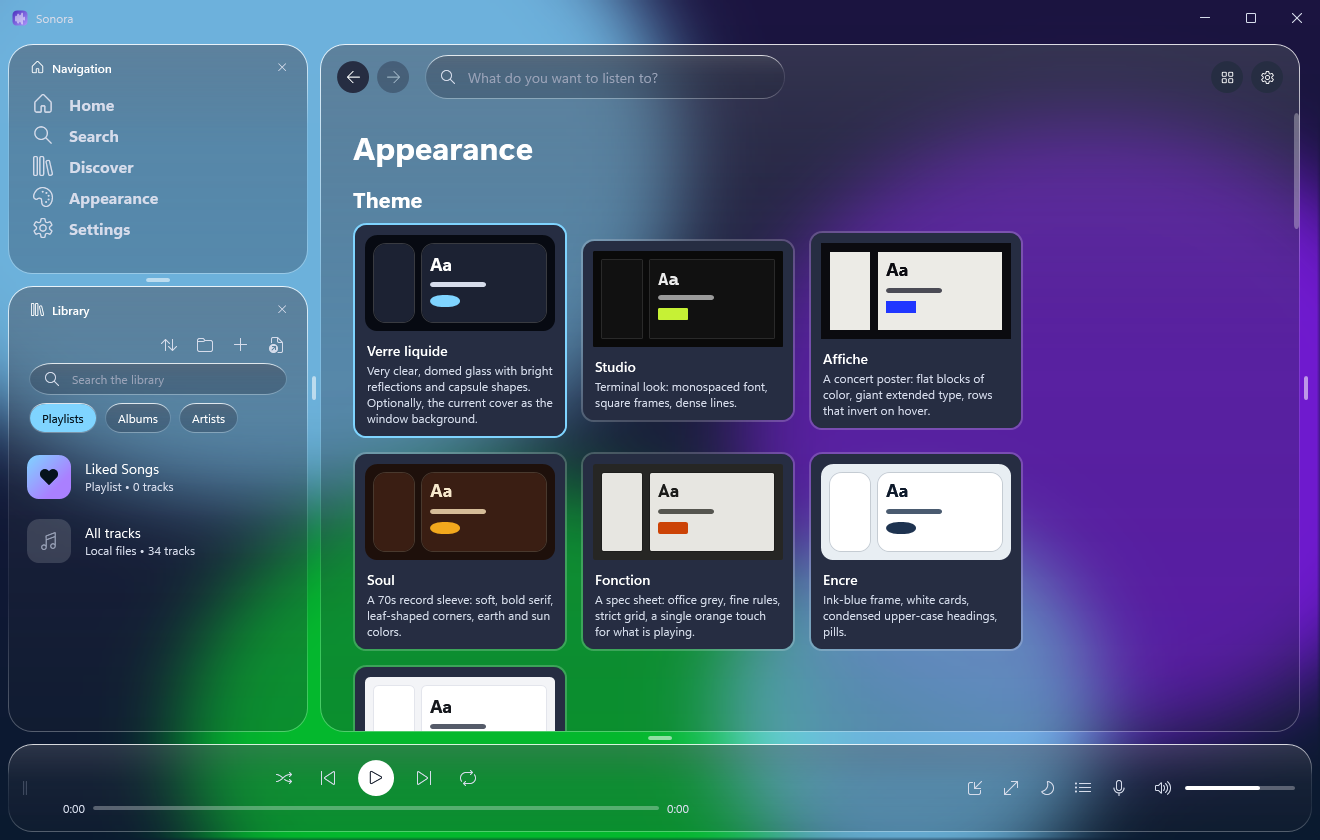 Sonora
Navigation
Home
Search
Discover
Appearance
Settings
Library
Search the library
Playlists
Albums
Artists
Liked Songs
Playlist • 0 tracks
All tracks
Local files • 34 tracks
What do you want to listen to?
Appearance
Theme
Aa
Verre liquide
Very clear, domed glass with bright
reflections and capsule shapes.
Optionally, the current cover as the
window background.
Aa
Studio
Terminal look: monospaced font,
square frames, dense lines.
Aa
Affiche
A concert poster: flat blocks of
color, giant extended type, rows
that invert on hover.
Aa
Soul
A 70s record sleeve: soft, bold serif,
leaf-shaped corners, earth and sun
colors.
Aa
Fonction
A spec sheet: office grey, fine rules,
strict grid, a single orange touch
for what is playing.
Aa
Encre
Ink-blue frame, white cards,
condensed upper-case headings,
pills.
Aa
0:00
0:00